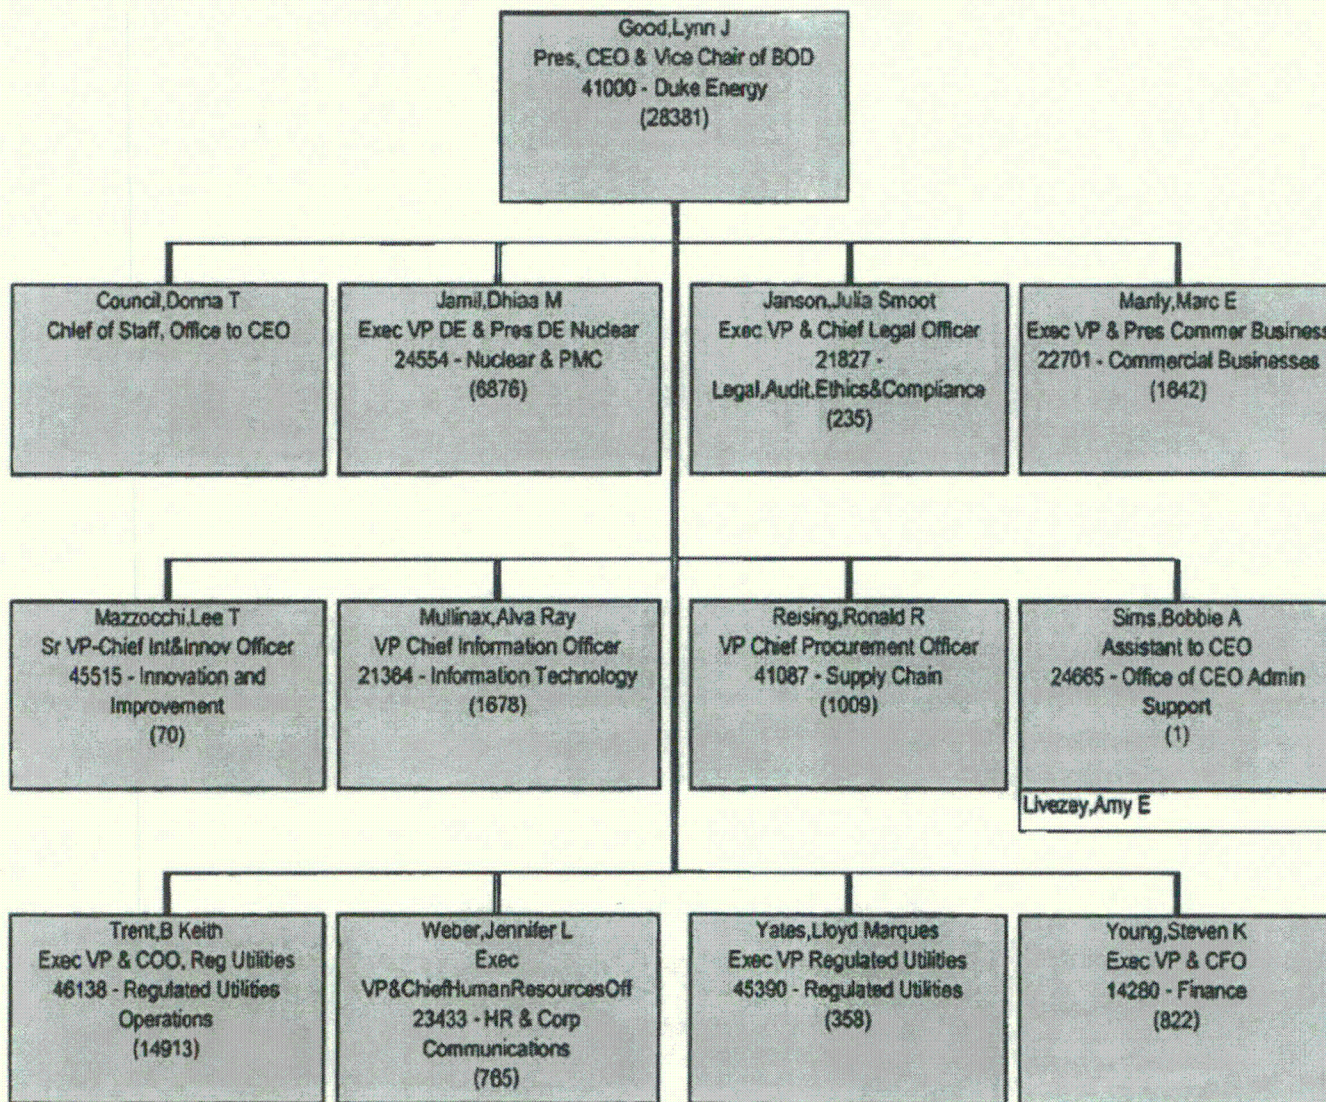 Good,Lynn J
Pres, CEO & Vice Chair of BOD
41000 - Duke Energy
(28381)
Council,Donna T
Chief of Staff, Office to CEO
Jamil,Dhiaa M
Exec VP DE & Pres DE Nuclear
24554 - Nuclear & PMC
(6876)
Janson,Julia Smoot
Exec VP & Chief Legal Officer
21827 -
Legal,Audit,Ethics&Compliance
(235)
Manly,Marc E
Exec VP & Pres Commer Business
22701 - Commercial Businesses
(1642)
Mazzocchi,Lee T
Sr VP-Chief Int&Innov Officer
45515 - Innovation and
Improvement
(70)
Mullinax,Alva Ray
VP Chief Information Officer
21364 - Information Technology
(1678)
Reising,Ronald R
VP Chief Procurement Officer
41087 - Supply Chain
(1009)
Sims,Bobbie A
Assistant to CEO
24665 - Office of CEO Admin
Support
(1)
Livezey,Amy E
Trent,B Keith
Exec VP & COO, Reg Utilities
46138 - Regulated Utilities
Operations
(14913)
Weber,Jennifer L
Exec
VP&ChiefHumanResourcesOff
23433 - HR & Corp
Communications
(765)
Yates,Lloyd Marques
Exec VP Regulated Utilities
45390 - Regulated Utilities
(358)
Young,Steven K
Exec VP & CFO
14280 - Finance
(822)